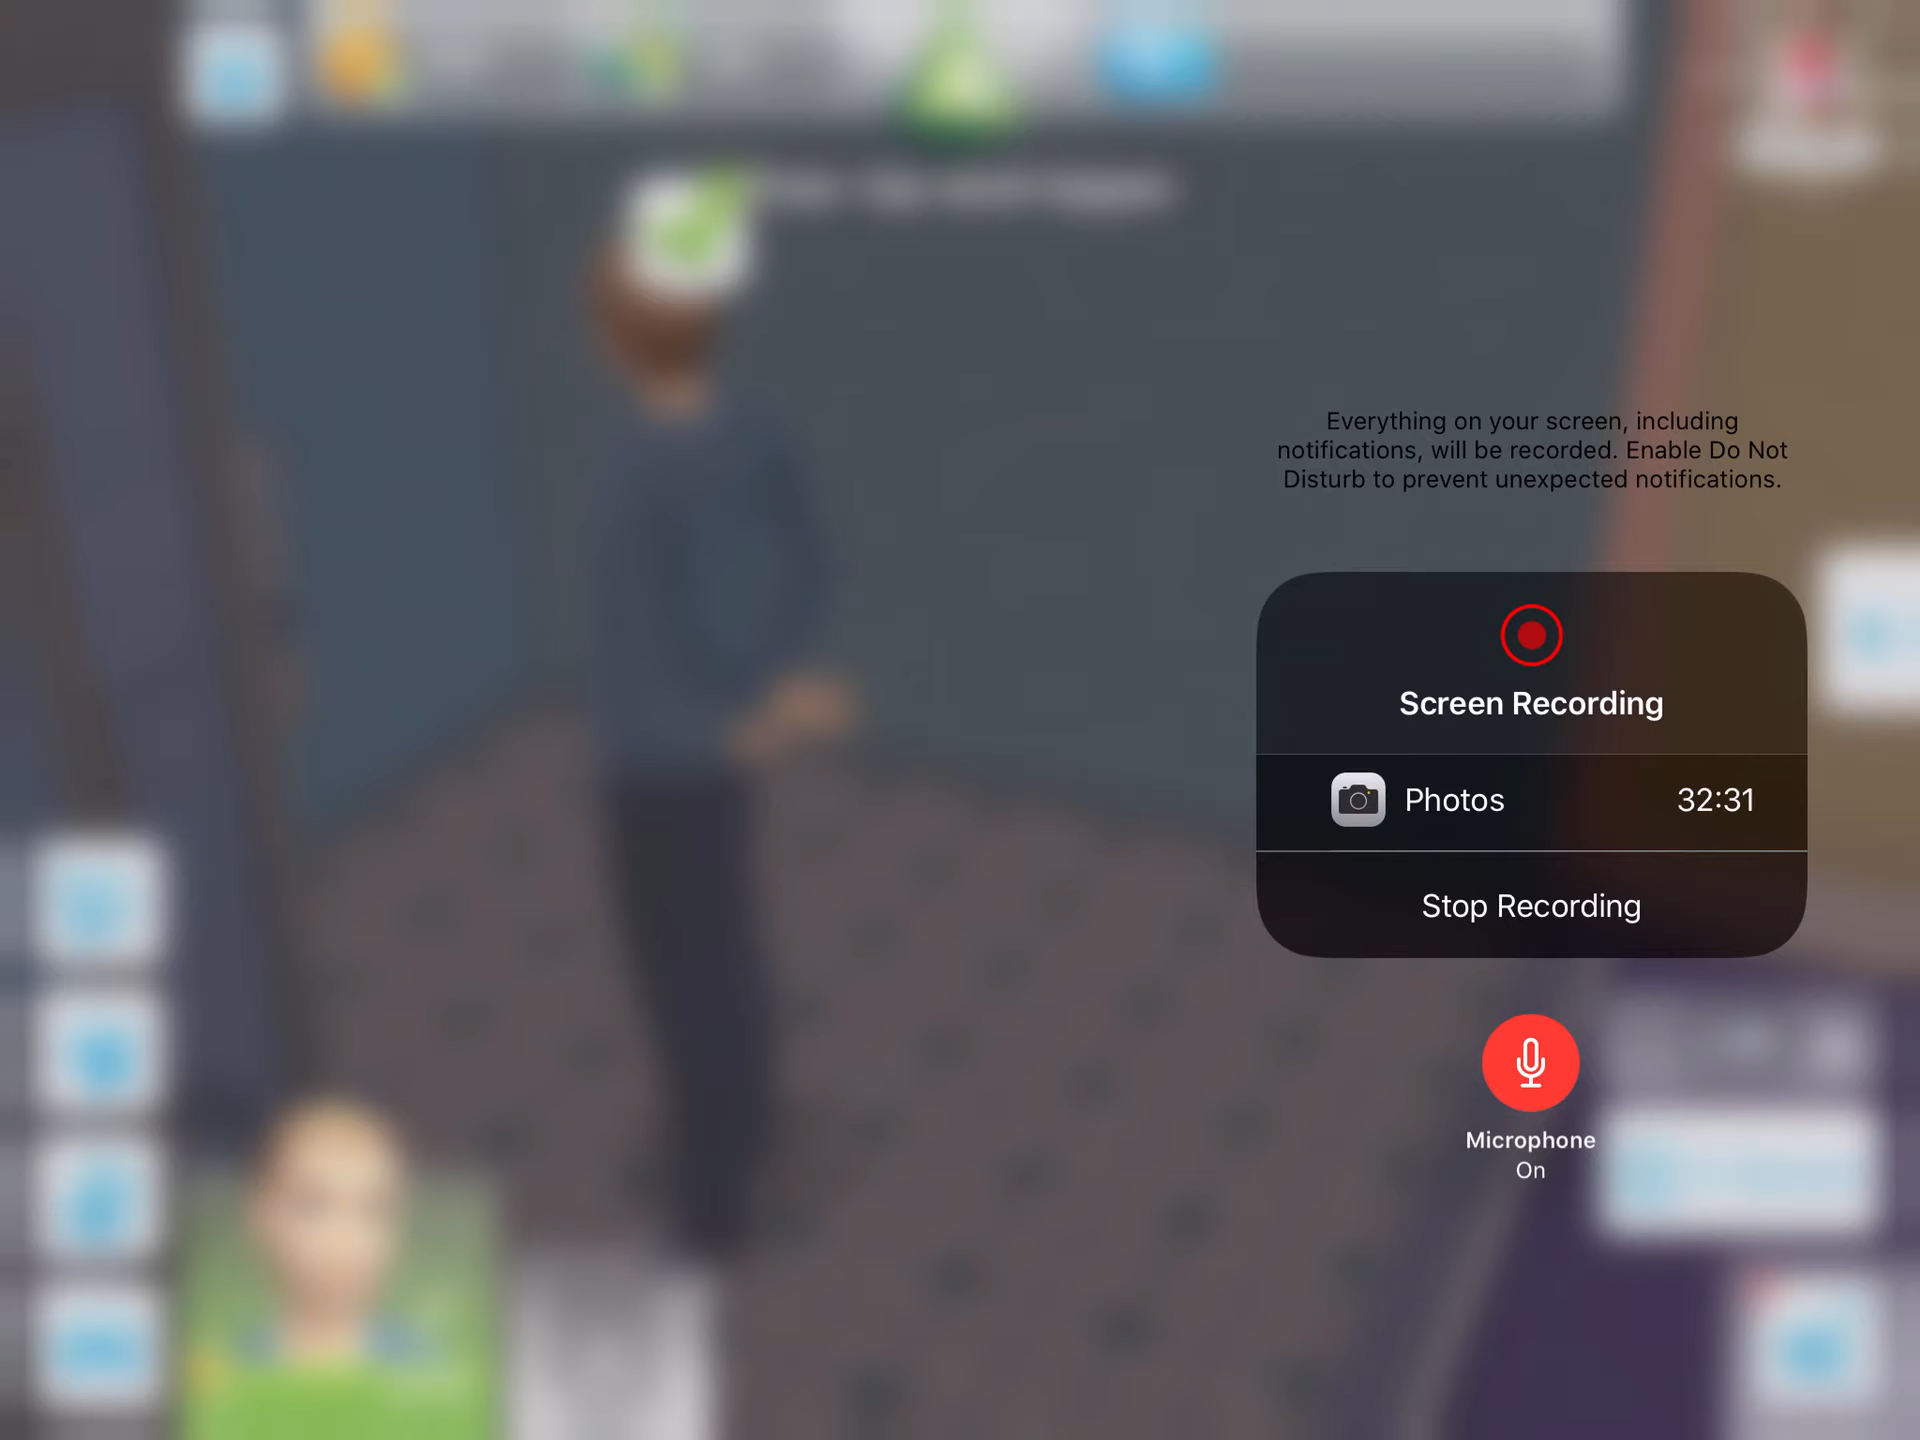 Everything on your screen, including
notifications, will be recorded. Enable Do Not
Disturb to prevent unexpected notifications.
Screen Recording
Photos 32:31
Stop Recording
Microphone
On